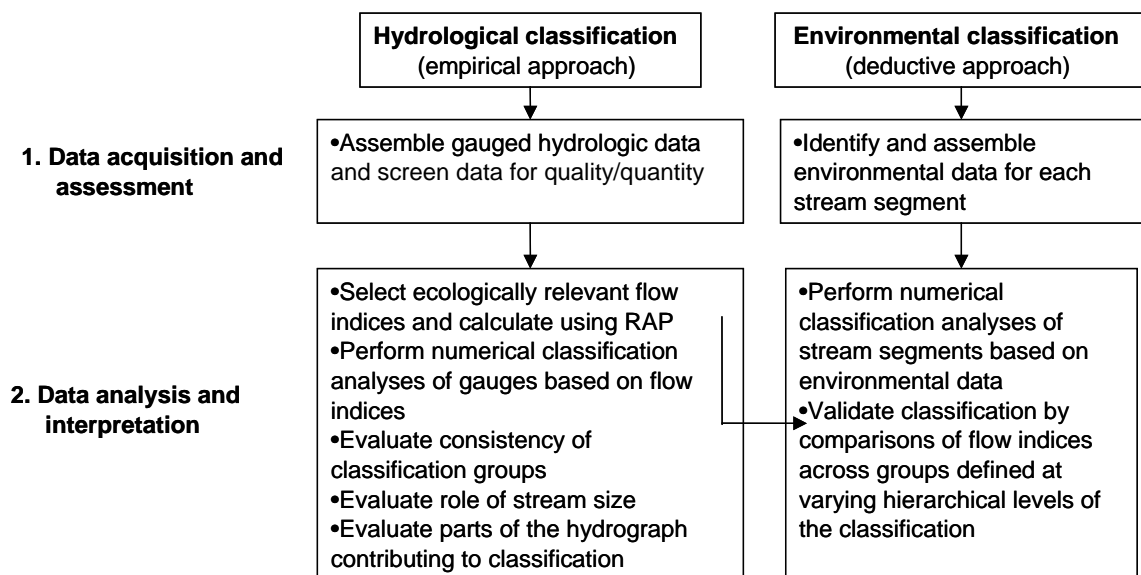 Hydrological classification
(empirical approach)
Environmental classification
(deductive approach)
1. Data acquisition and
assessment
•Assemble gauged hydrologic data
and screen data for quality/quantity
•Identify and assemble
environmental data for each
stream segment
2. Data analysis and
interpretation
•Select ecologically relevant flow
indices and calculate using RAP
•Perform numerical classification
analyses of gauges based on flow
indices
•Evaluate consistency of
classification groups
•Evaluate role of stream size
•Evaluate parts of the hydrograph
contributing to classification
•Perform numerical
classification analyses of
stream segments based on
environmental data
•Validate classification by
comparisons of flow indices
across groups defined at
varying hierarchical levels of
the classification